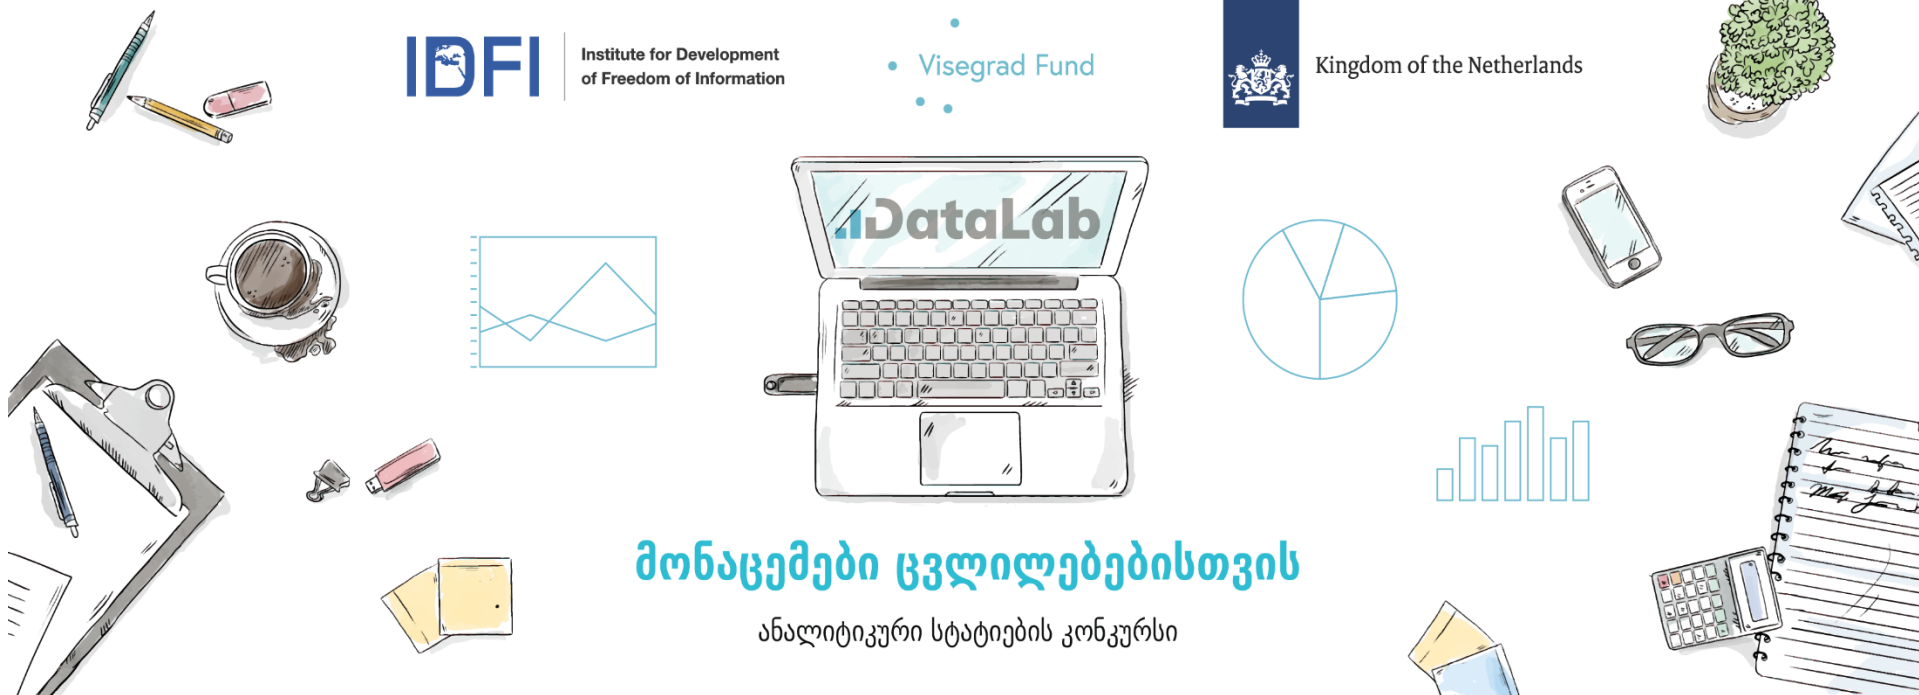 IDFI
Institute for Development
of Freedom of Information
Visegrad Fund
Kingdom of the Netherlands
DataLab
მონაცემები ცვლილებებისთვის
ანალიტიკური სტატიების კონკურსი